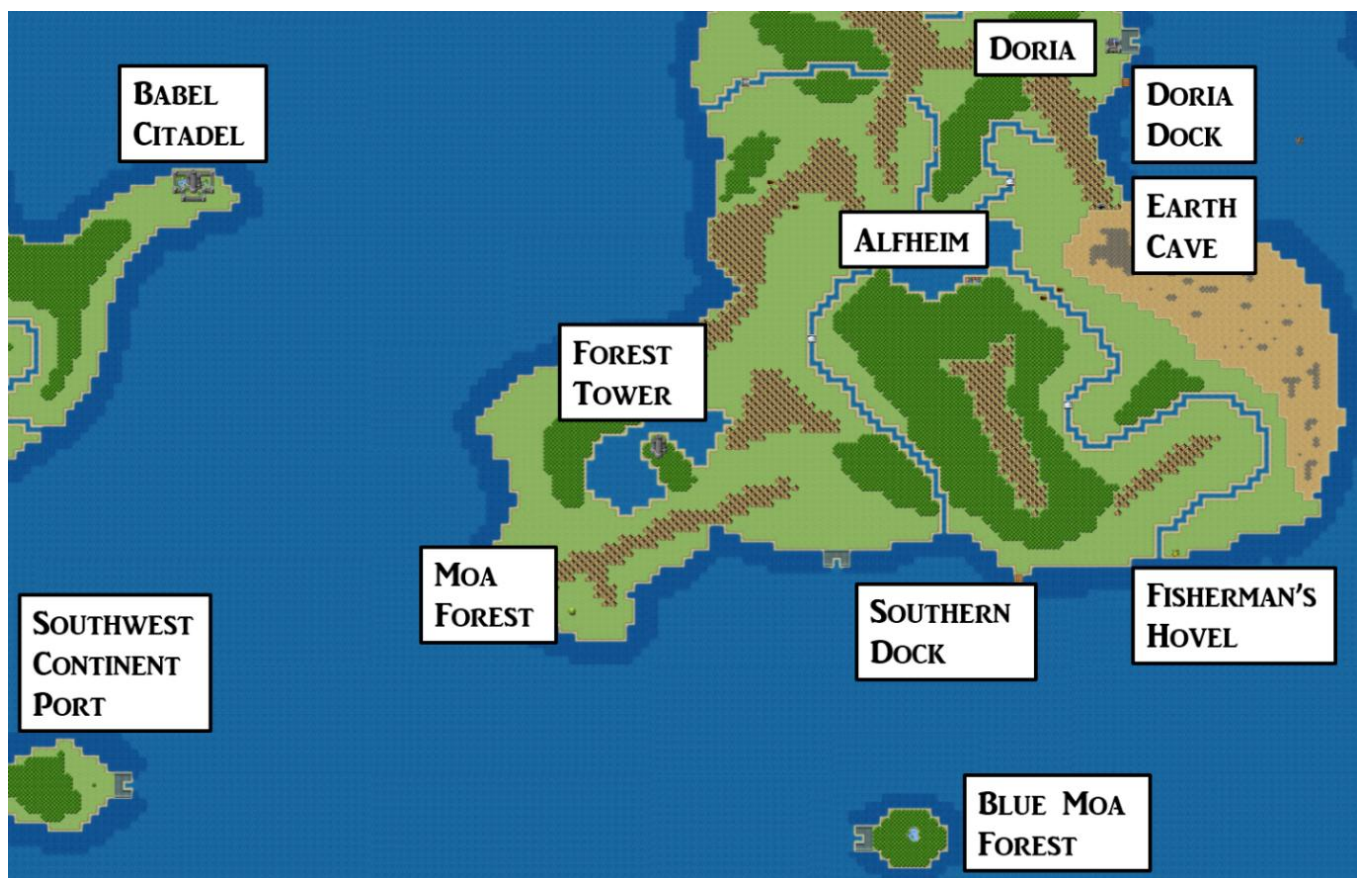 DORIA
BABEL
CITADEL
DORIA
DOCK
EARTH
CAVE
ALFHEIM
FOREST
TOWER
MOA
FOREST
SOUTHWEST
CONTINENT
PORT
SOUTHERN
DOCK
FISHERMAN'S
HOVEL
BLUE MOA
FOREST